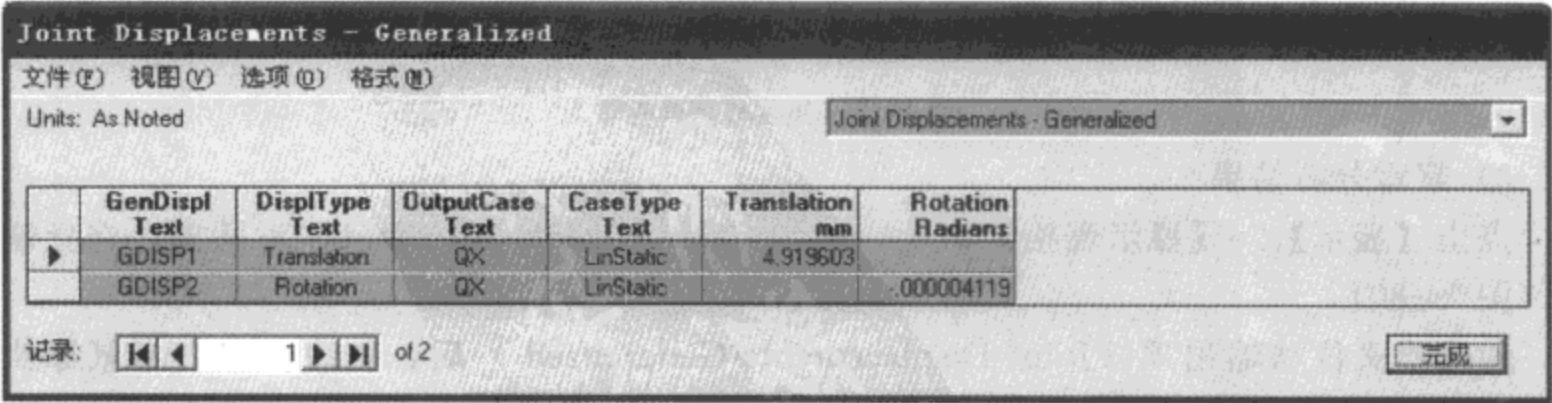 Joint Displacements - Generalized
文件(F) 视图(V) 选项(O) 格式(M)
Units: As Noted
Joint Displacements - Generalized
GenDispl Text DisplType Text OutputCase Text CaseType Text Translation mm Rotation Radians
GDISP1 Translation QX LinStatic 4.919603
GDISP2 Rotation QX LinStatic -.000004119
记录: 1 of 2
完成